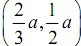 (2/3 a, 1/2 a)